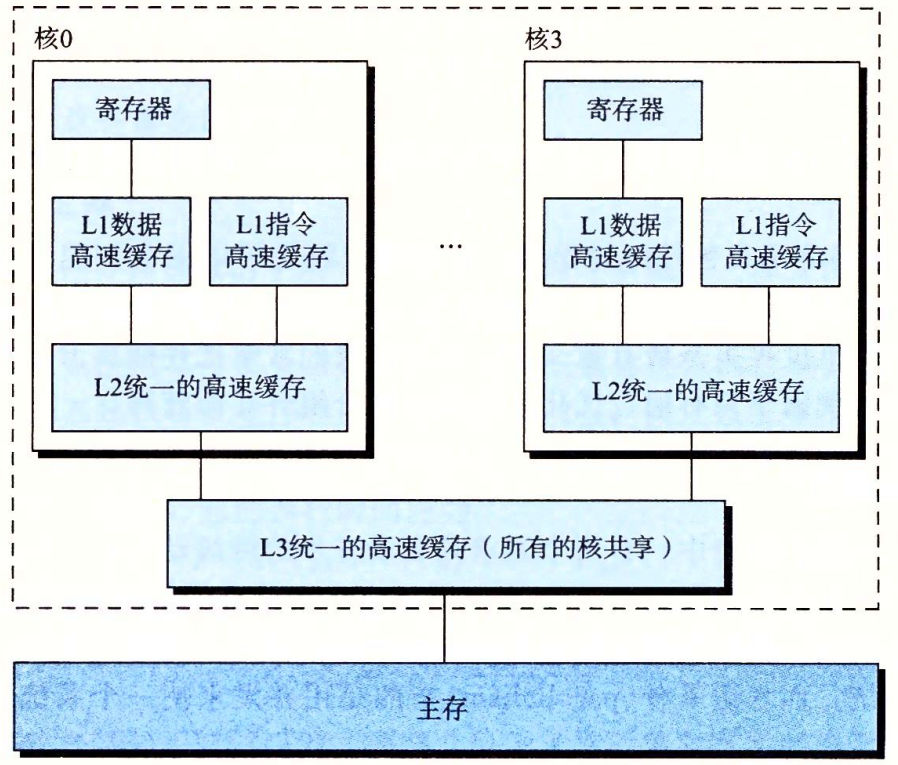 核0
核3
寄存器
寄存器
L1数据
高速缓存
L1指令
高速缓存
...
L1数据
高速缓存
L1指令
高速缓存
L2统一的高速缓存
L2统一的高速缓存
L3统一的高速缓存（所有的核共享）
主存